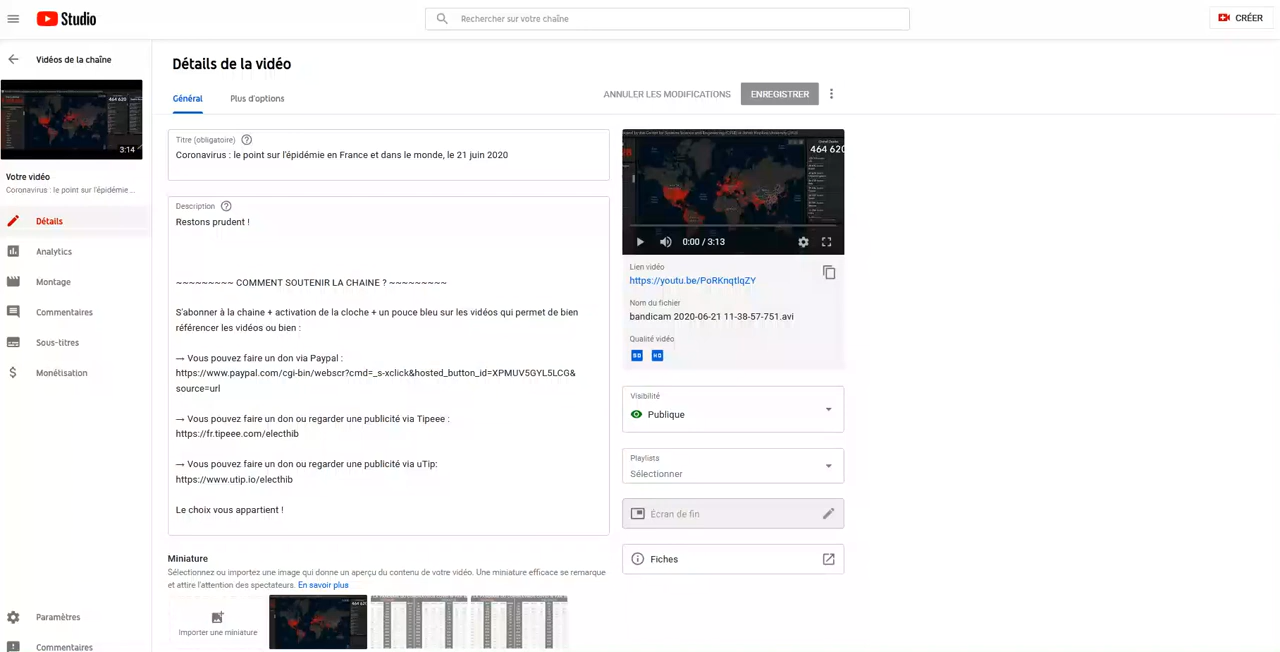 Studio
Rechercher sur votre chaîne
CRÉER
Vidéos de la chaîne
464 620
3:14
Votre vidéo
Coronavirus : le point sur l'épidémie ...
Détails
Analytics
Montage
Commentaires
Sous-titres
Monétisation
Paramètres
Commentaires
Détails de la vidéo
Général
Plus d'options
ANNULER LES MODIFICATIONS
ENREGISTRER
Titre (obligatoire)
Coronavirus : le point sur l'épidémie en France et dans le monde, le 21 juin 2020
Description
Restons prudent !
~~~~~~~~~ COMMENT SOUTENIR LA CHAINE ? ~~~~~~~~~
S'abonner à la chaine + activation de la cloche + un pouce bleu sur les vidéos qui permet de bien
référencer les vidéos ou bien :
→ Vous pouvez faire un don via Paypal :
https://www.paypal.com/cgi-bin/webscr?cmd=_s-xclick&hosted_button_id=XPMUV5GYL5LCG&
source=url
→ Vous pouvez faire un don ou regarder une publicité via Tipeee :
https://fr.tipeee.com/electhib
→ Vous pouvez faire un don ou regarder une publicité via uTip:
https://www.utip.io/electhib
Le choix vous appartient !
Miniature
Sélectionnez ou importez une image qui donne un aperçu du contenu de votre vidéo. Une miniature efficace se remarque
et attire l'attention des spectateurs. En savoir plus
Importer une miniature
464 620
0:00 / 3:13
Lien vidéo
https://youtu.be/PoRKnqtlqZY
Nom du fichier
bandicam 2020-06-21 11-38-57-751.avi
Qualité vidéo
SD HD
Visibilité
Publique
Playlists
Sélectionner
Écran de fin
Fiches